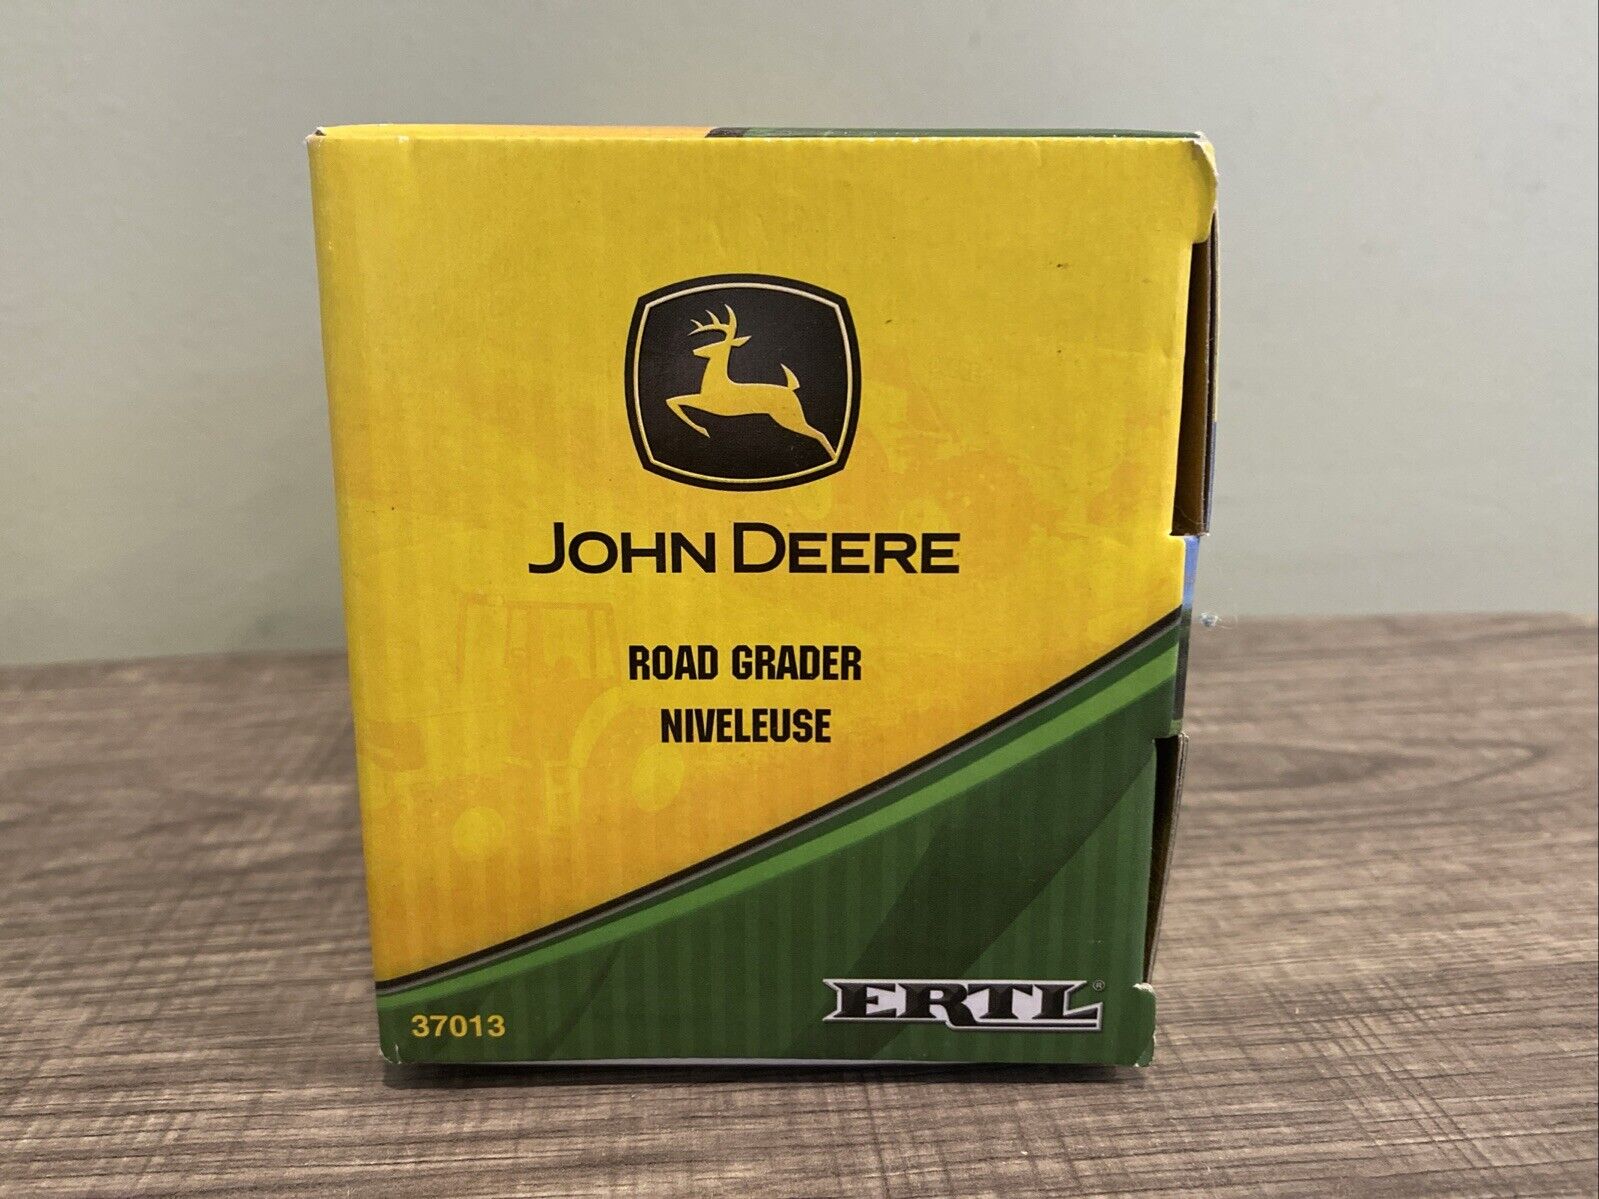 JOHN DEERE
ROAD GRADER
NIVELEUSE
37013
ERTL®